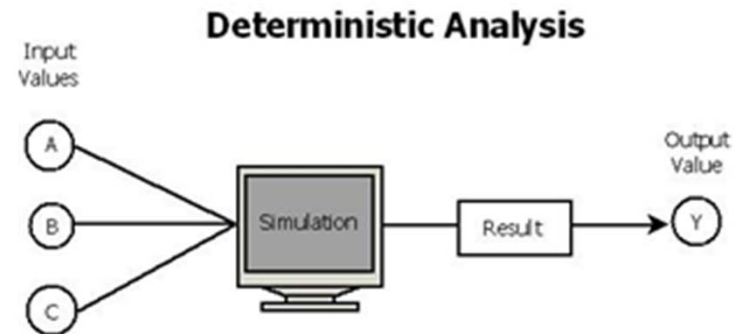 Deterministic Analysis
Input
Values
A
B
C
Simulation
Result
Output
Value
Y